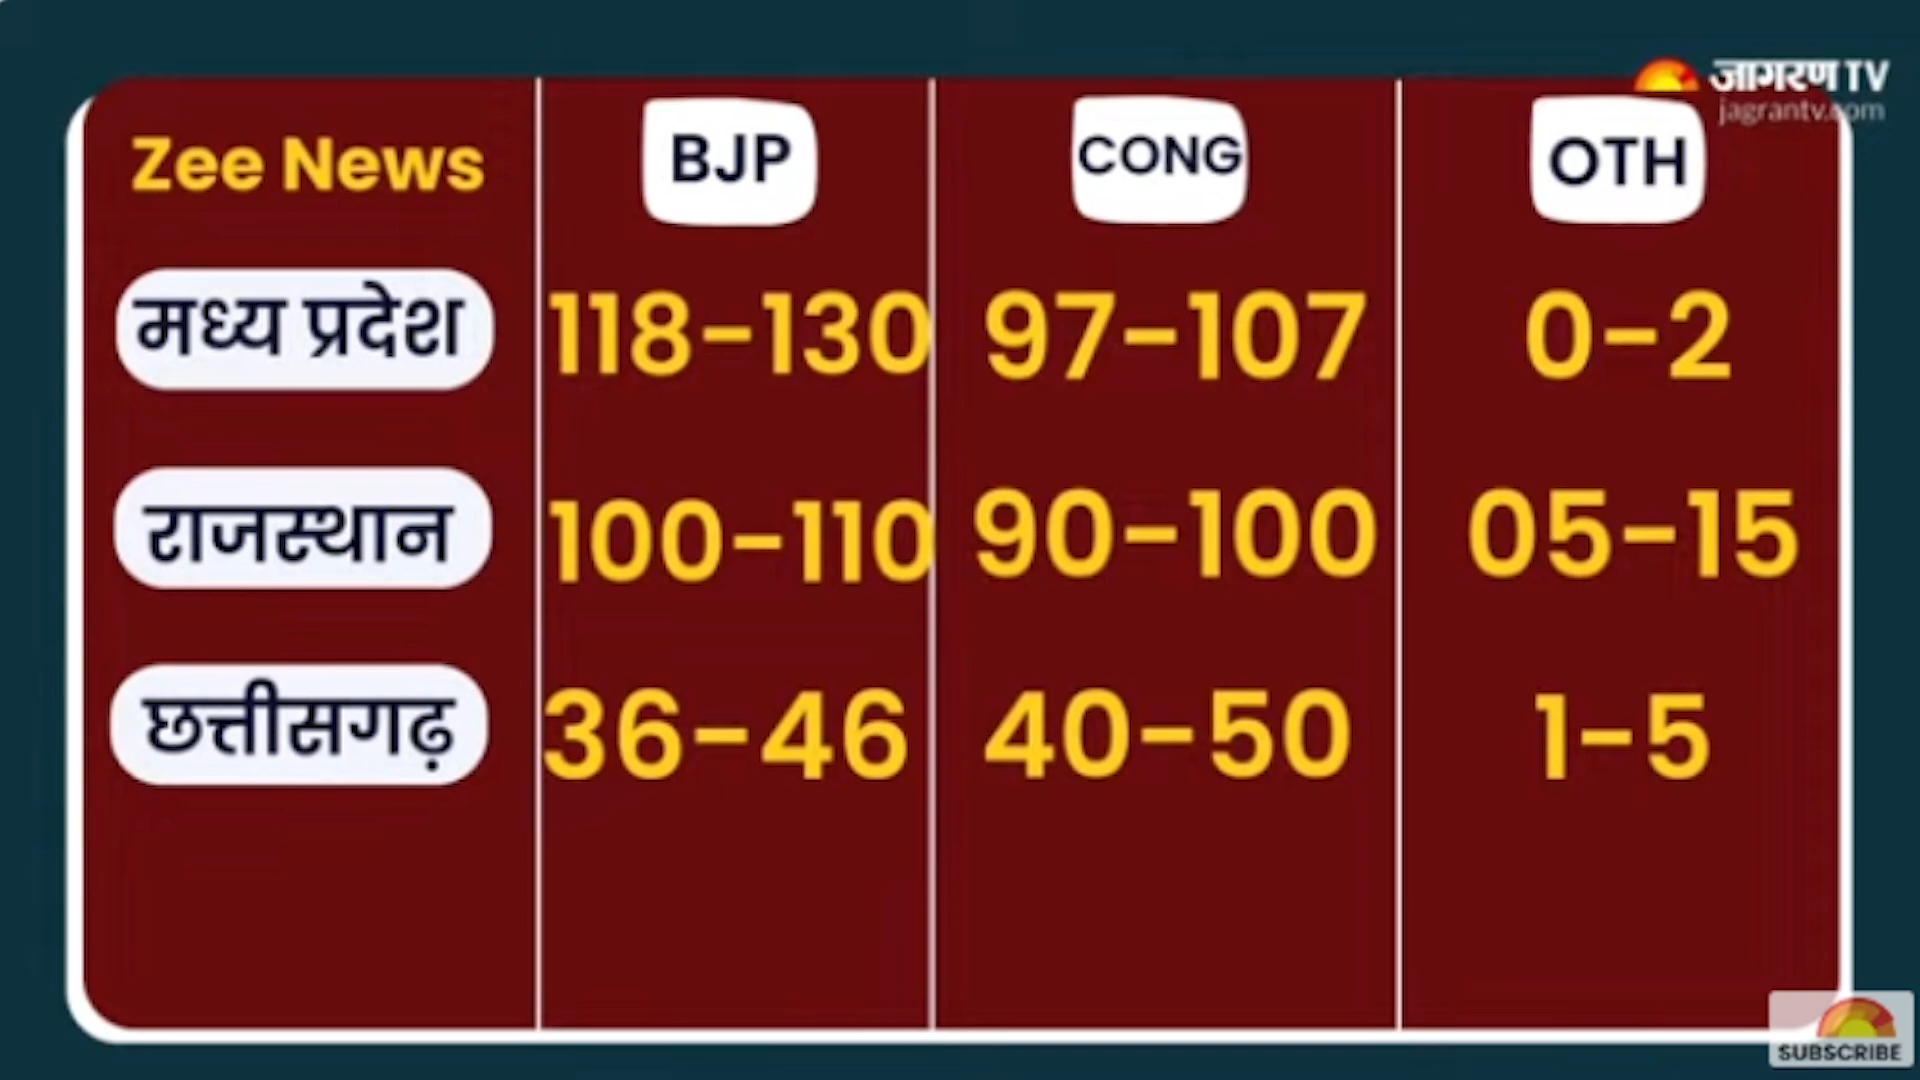 जागरण TV
jagrantv.com
Zee News BJP CONG OTH
मध्य प्रदेश 118-130 97-107 0-2
राजस्थान 100-110 90-100 05-15
छत्तीसगढ़ 36-46 40-50 1-5
SUBSCRIBE